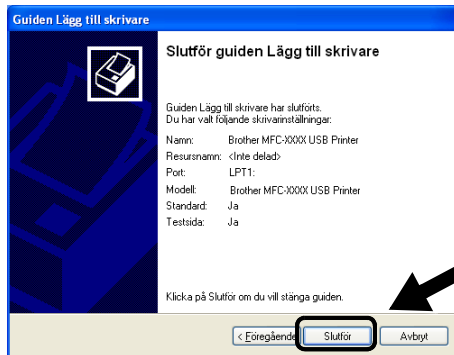 Guiden Lägg till skrivare
Slutför guiden Lägg till skrivare
Guiden Lägg till skrivare har slutförts.
Du har valt följande skrivarinställningar:
Namn: Brother MFC-XXXX USB Printer
Resursnamn: <Inte delad>
Port: LPT1:
Modell: Brother MFC-XXXX USB Printer
Standard: Ja
Testsida: Ja
Klicka på Slutför om du vill stänga guiden.
< Föregående Slutför Avbryt